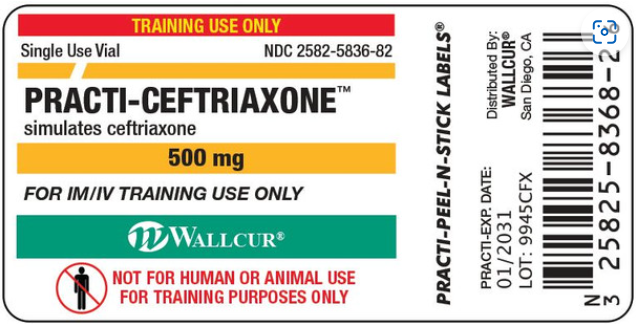 TRAINING USE ONLY
Single Use Vial NDC 2582-5836-82
PRACTI-CEFTRIAXONE™
simulates ceftriaxone
500 mg
FOR IM/IV TRAINING USE ONLY
W WALLCUR®
NOT FOR HUMAN OR ANIMAL USE
FOR TRAINING PURPOSES ONLY
PRACTI-PEEL-N-STICK LABELS®
Distributed By:
WALLCUR®
San Diego, CA
PRACTI-EXP. DATE:
01/2031
LOT: 9945CFX
N
3 25825-8368-2